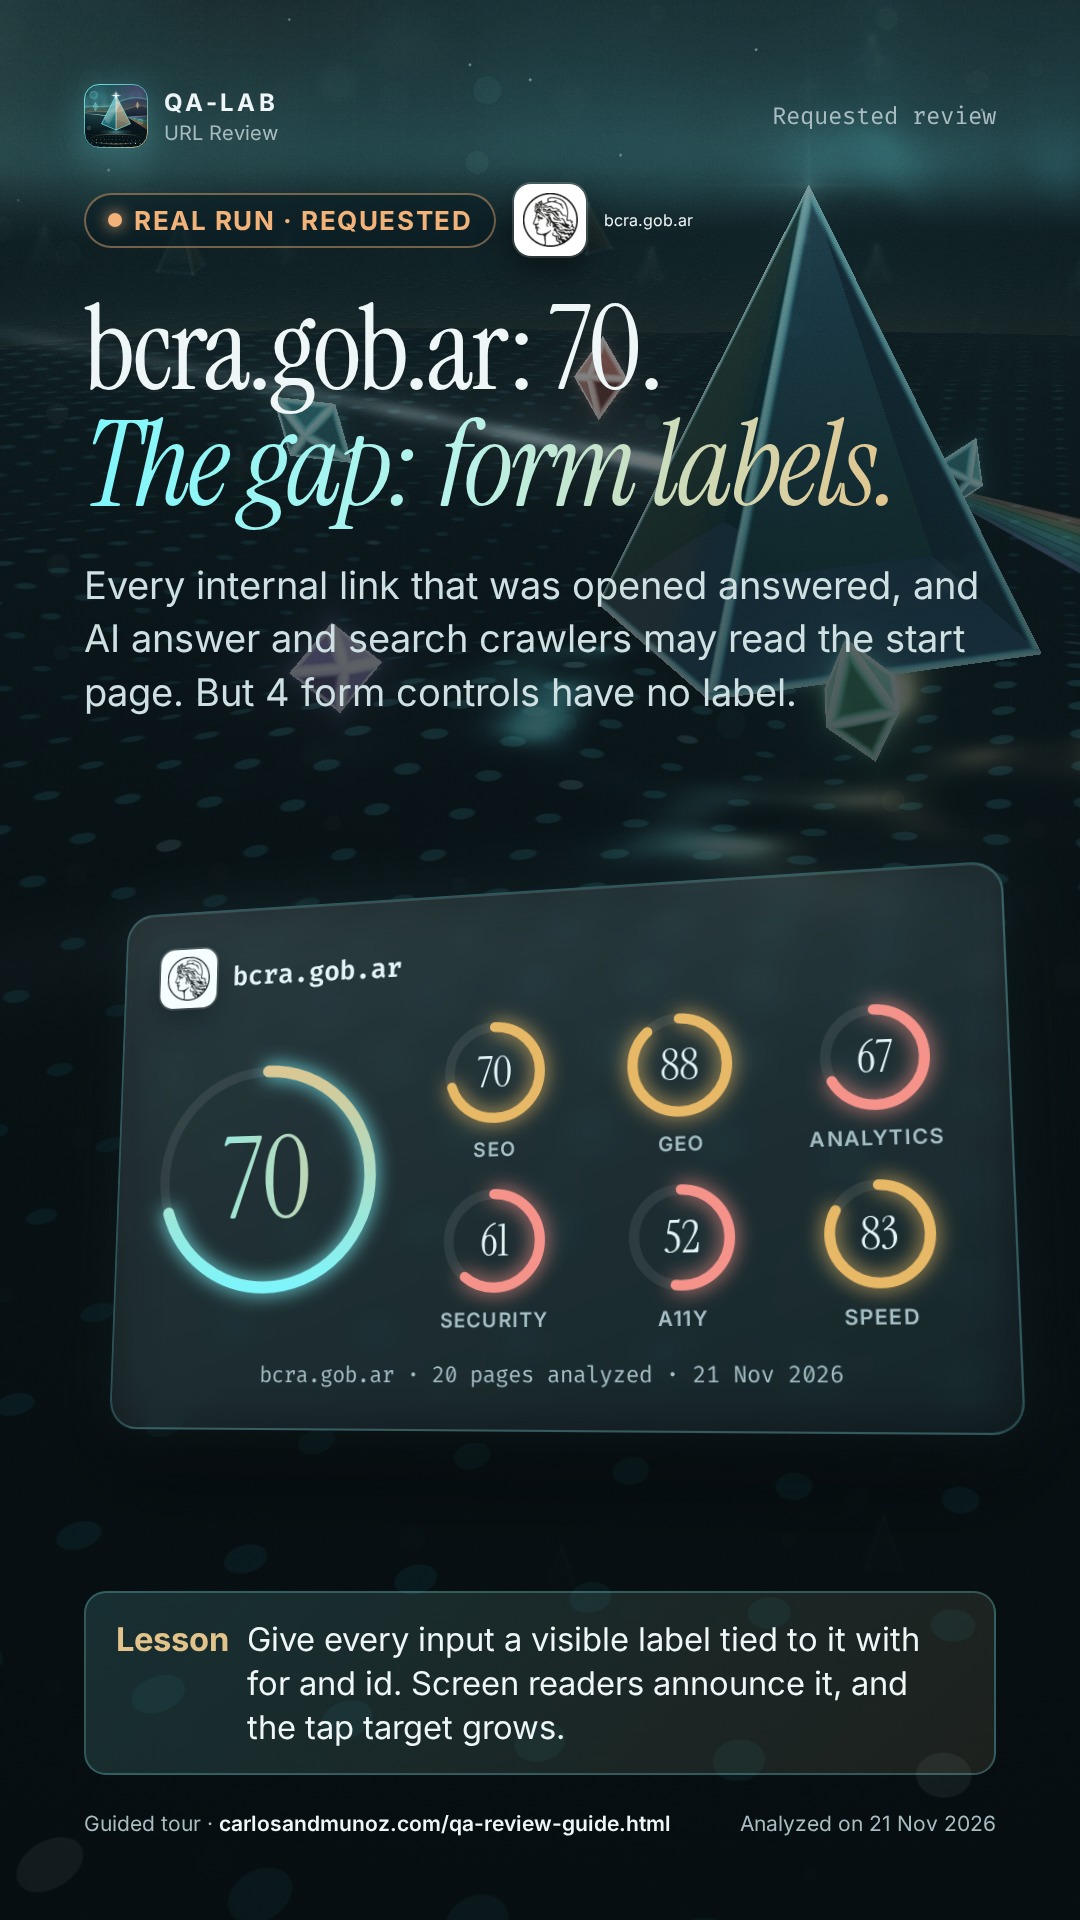 QA-LAB
URL Review
Requested review
REAL RUN · REQUESTED
bcra.gob.ar
bcra.gob.ar: 70.
The gap: form labels.
Every internal link that was opened answered, and
AI answer and search crawlers may read the start
page. But 4 form controls have no label.
bcra.gob.ar
70
70
SEO
88
GEO
67
ANALYTICS
61
SECURITY
52
A11Y
83
SPEED
bcra.gob.ar · 20 pages analyzed · 21 Nov 2026
Lesson Give every input a visible label tied to it with
for and id. Screen readers announce it, and
the tap target grows.
Guided tour · carlosandmunoz.com/qa-review-guide.html
Analyzed on 21 Nov 2026